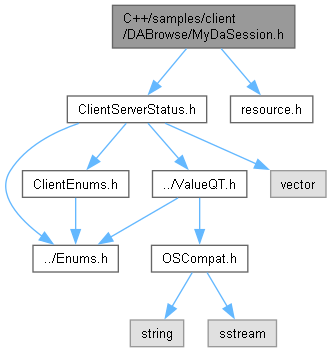 C++/samples/client
/DABrowse/MyDaSession.h
ClientServerStatus.h
resource.h
ClientEnums.h
../ValueQT.h
vector
../Enums.h
OSCompat.h
string
sstream